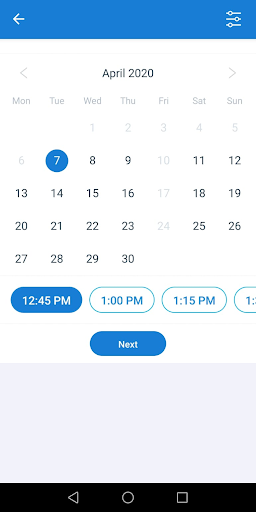 April 2020
Mon Tue Wed Thu Fri Sat Sun
1 2 3 4 5
6 7 8 9 10 11 12
13 14 15 16 17 18 19
20 21 22 23 24 25 26
27 28 29 30
12:45 PM 1:00 PM 1:15 PM
Next